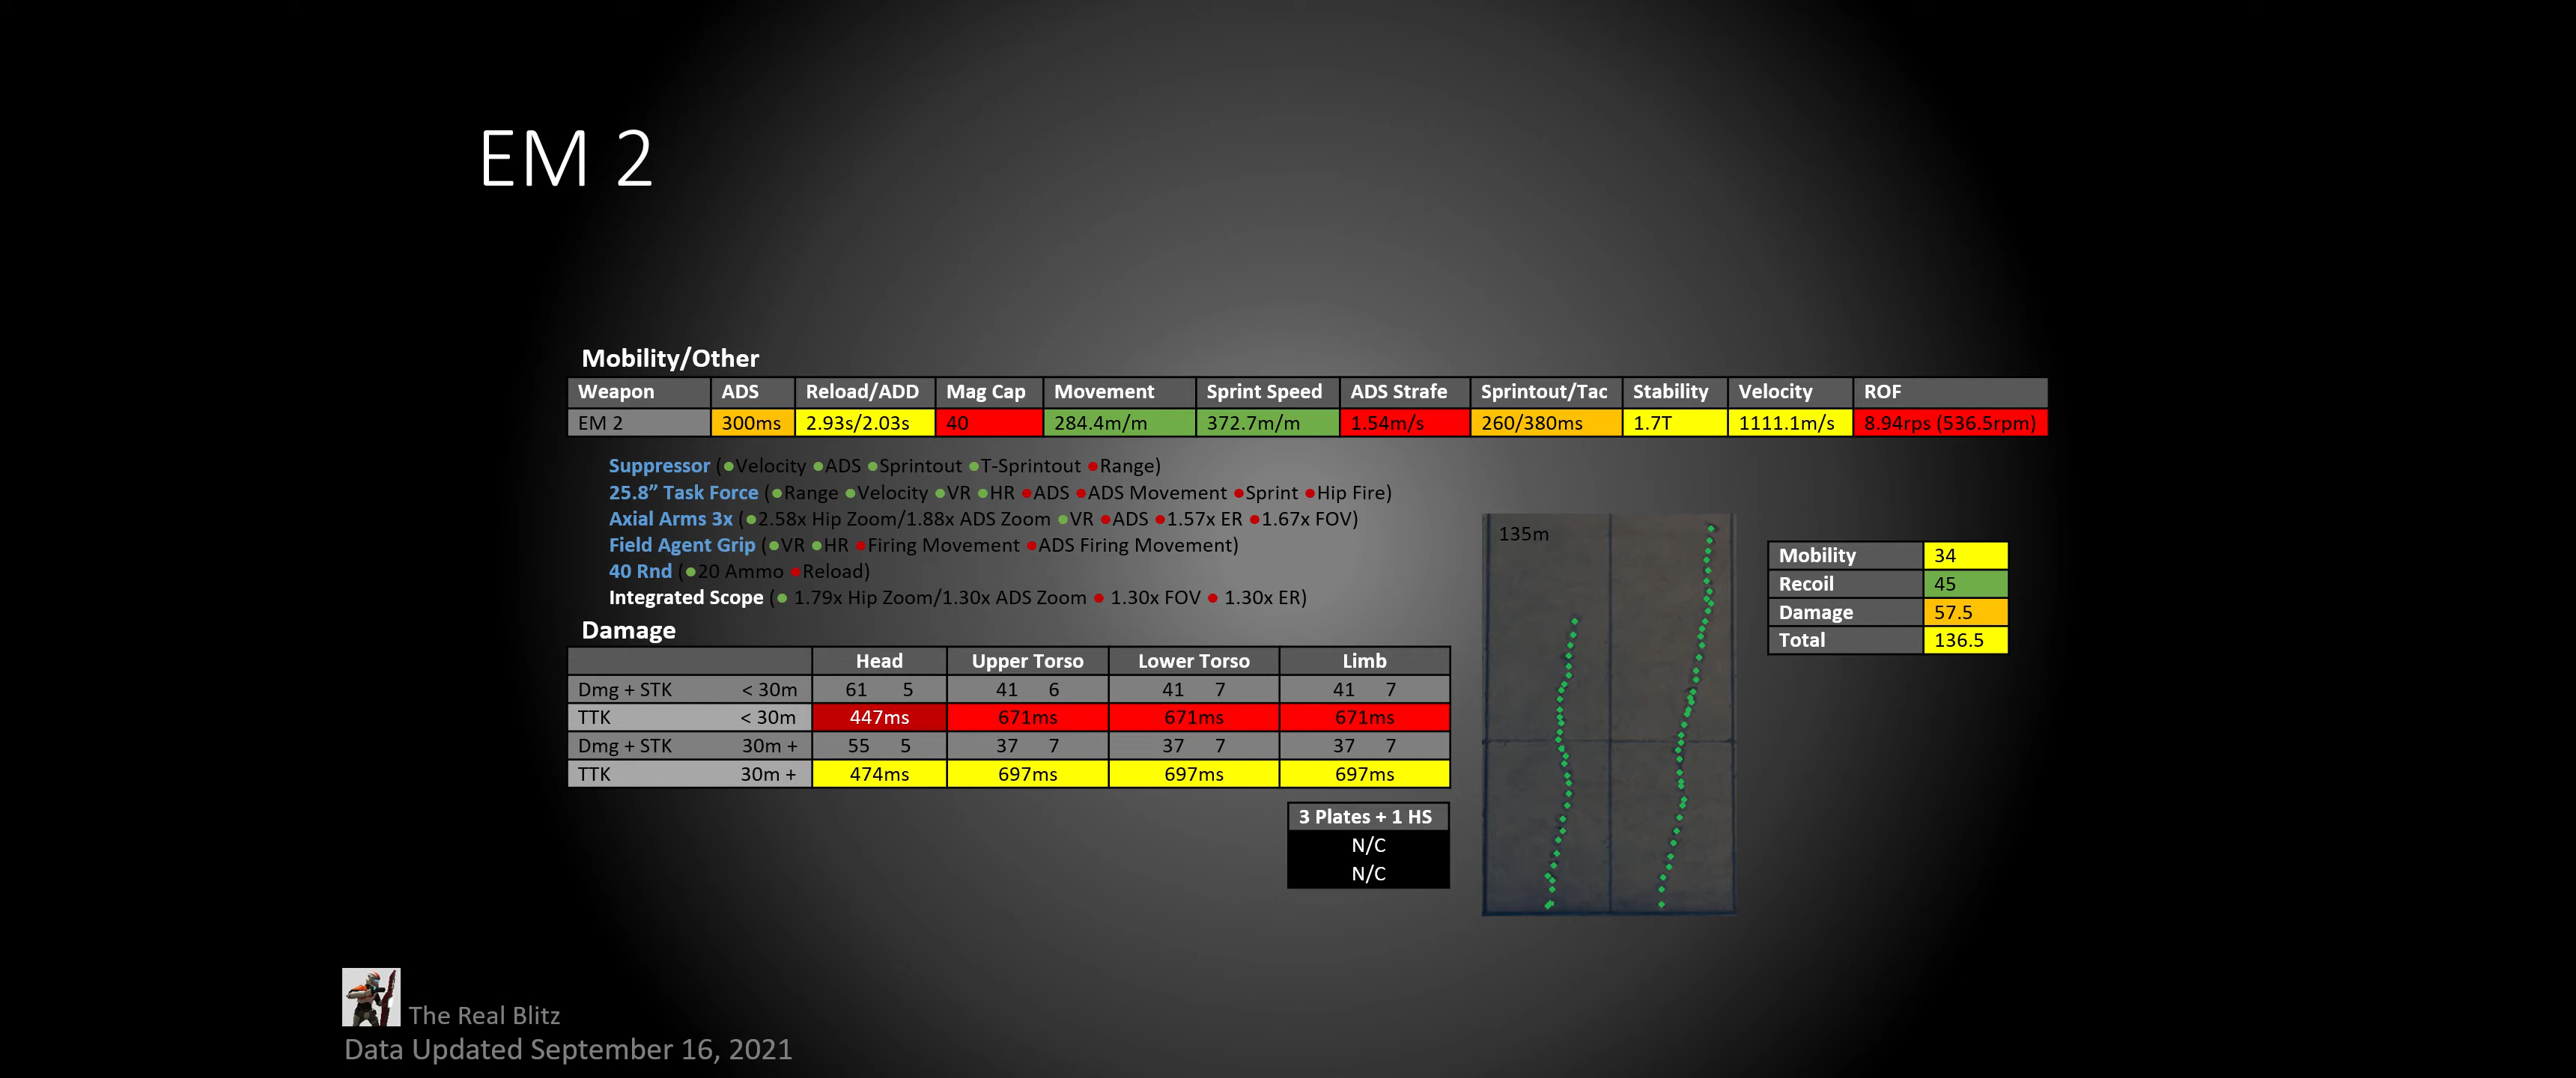 EM 2
Mobility/Other
Weapon ADS Reload/ADD Mag Cap Movement Sprint Speed ADS Strafe Sprintout/Tac Stability Velocity ROF
EM 2 300ms 2.93s/2.03s 40 284.4m/m 372.7m/m 1.54m/s 260/380ms 1.7T 1111.1m/s 8.94rps (536.5rpm)
Suppressor (●Velocity ●ADS ●Sprintout ●T-Sprintout ●Range)
25.8” Task Force (●Range ●Velocity ●VR ●HR ●ADS ●ADS Movement ●Sprint ●Hip Fire)
Axial Arms 3x (●2.58x Hip Zoom/1.88x ADS Zoom ●VR ●ADS ●1.57x ER ●1.67x FOV)
Field Agent Grip (●VR ●HR ●Firing Movement ●ADS Firing Movement)
40 Rnd (●20 Ammo ●Reload)
Integrated Scope (● 1.79x Hip Zoom/1.30x ADS Zoom ● 1.30x FOV ● 1.30x ER)
Damage
Head Upper Torso Lower Torso Limb
Dmg + STK < 30m 61 5 41 6 41 7 41 7
TTK < 30m 447ms 671ms 671ms 671ms
Dmg + STK 30m + 55 5 37 7 37 7 37 7
TTK 30m + 474ms 697ms 697ms 697ms
3 Plates + 1 HS
N/C
N/C
135m
Mobility 34
Recoil 45
Damage 57.5
Total 136.5
The Real Blitz
Data Updated September 16, 2021